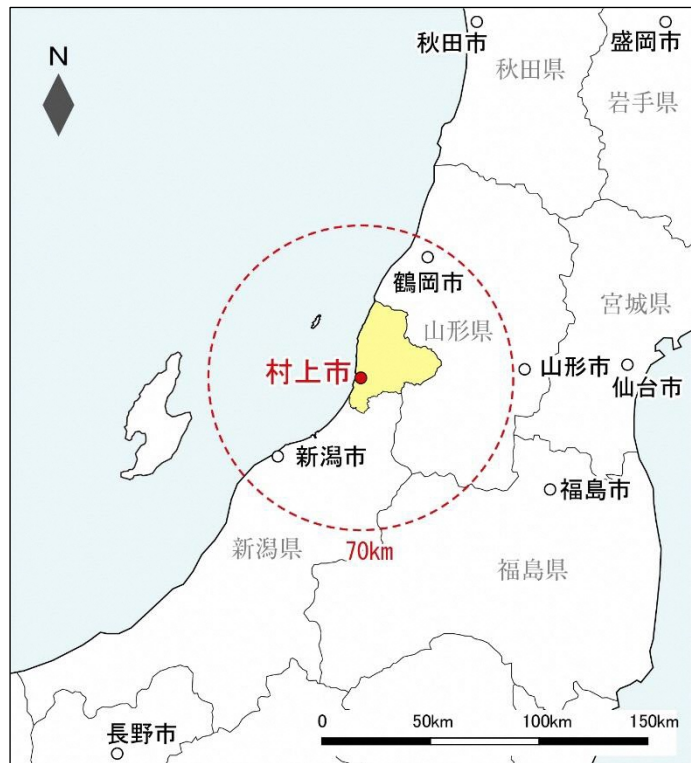 秋田市
盛岡市
N
秋田県
岩手県
鶴岡市
宮城県
山形県
村上市
山形市
仙台市
新潟市
福島市
70km
新潟県
福島県
0 50km 100km 150km
長野市